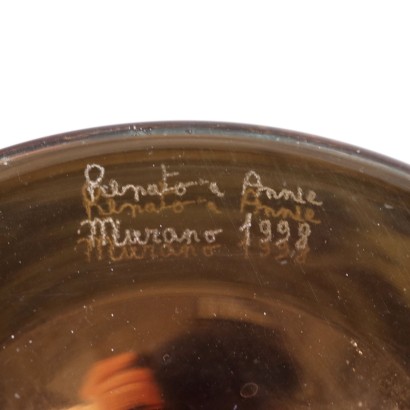 Renato a Annie
Murano 1998